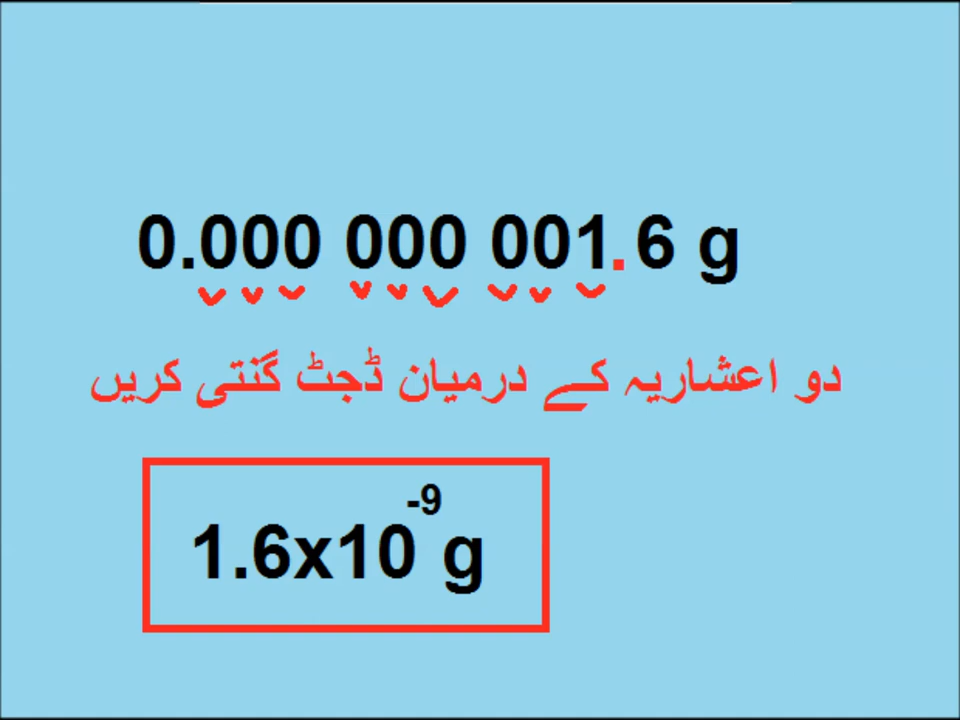 0.000 000 001.6 g
دو اعشاریہ کے درمیان ڈجٹ گنتی کریں
1.6x10⁻⁹ g